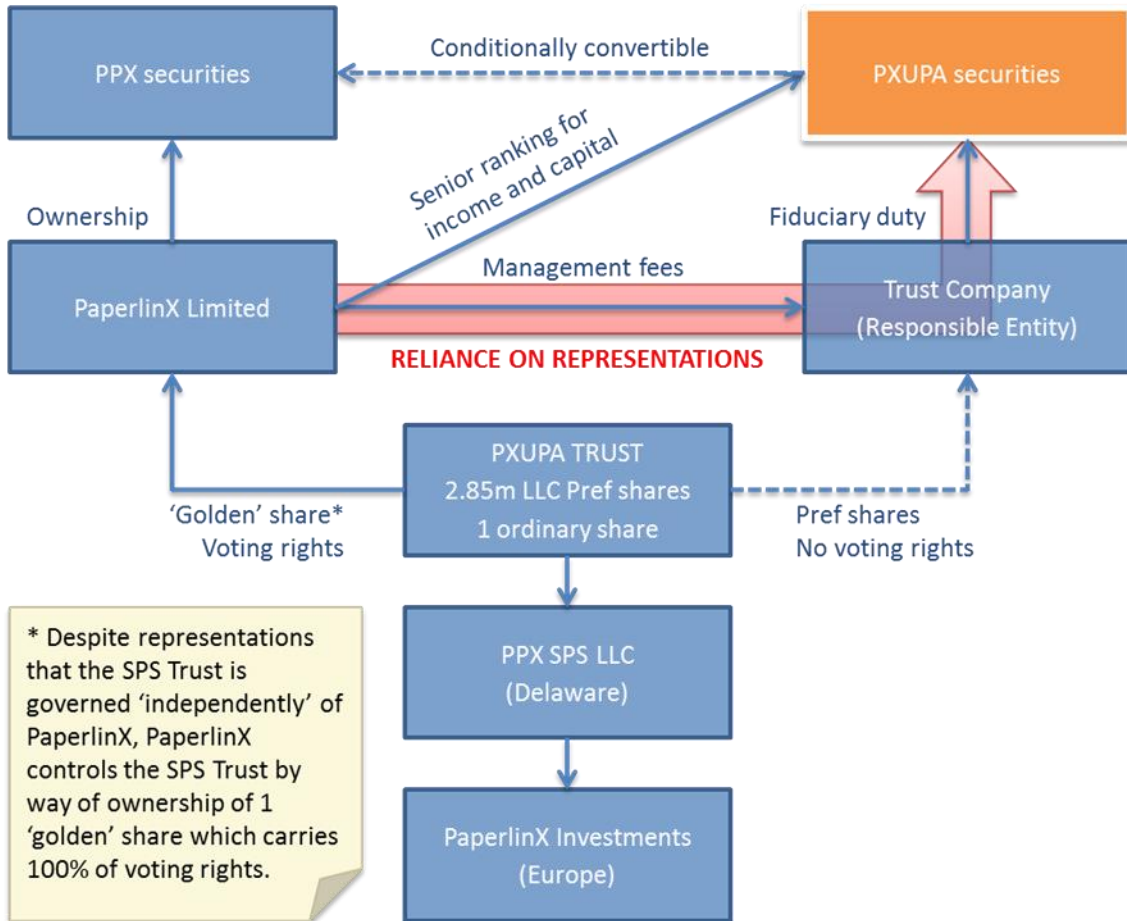 Conditionally convertible
PPX securities
PXUPA securities
Senior ranking for
income and capital
Ownership
Fiduciary duty
Management fees
PaperlinX Limited
Trust Company
(Responsible Entity)
RELIANCE ON REPRESENTATIONS
PXUPA TRUST
2.85m LLC Pref shares
1 ordinary share
‘Golden’ share*
Voting rights
Pref shares
No voting rights
* Despite representations
that the SPS Trust is
governed ‘independently’ of
PaperlinX, PaperlinX
controls the SPS Trust by
way of ownership of 1
‘golden’ share which carries
100% of voting rights.
PPX SPS LLC
(Delaware)
PaperlinX Investments
(Europe)